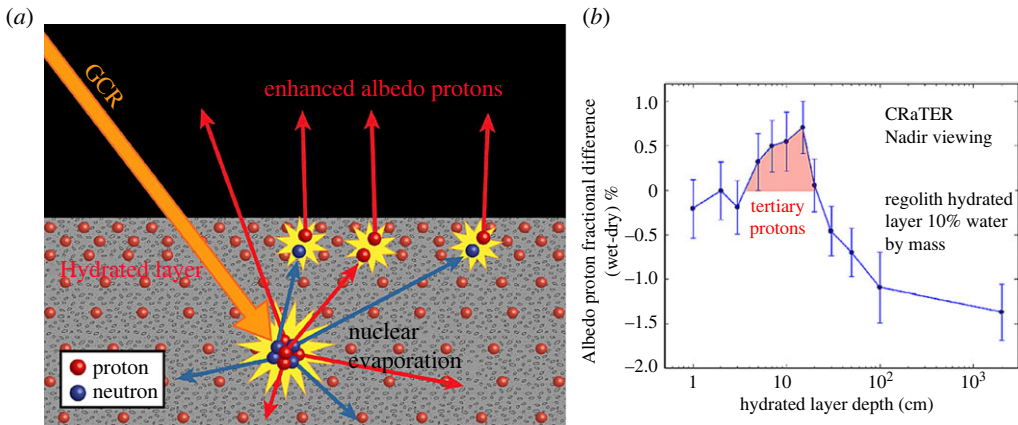 (a)
GCR
enhanced albedo protons
Hydrated layer
nuclear
evaporation
proton
neutron
(b)
Albedo proton fractional difference
(wet-dry) %
1.0
0.5
0
−0.5
−1.0
−1.5
−2.0
CRaTER
Nadir viewing
regolith hydrated
layer 10% water
by mass
tertiary
protons
1 10 10² 10³
hydrated layer depth (cm)